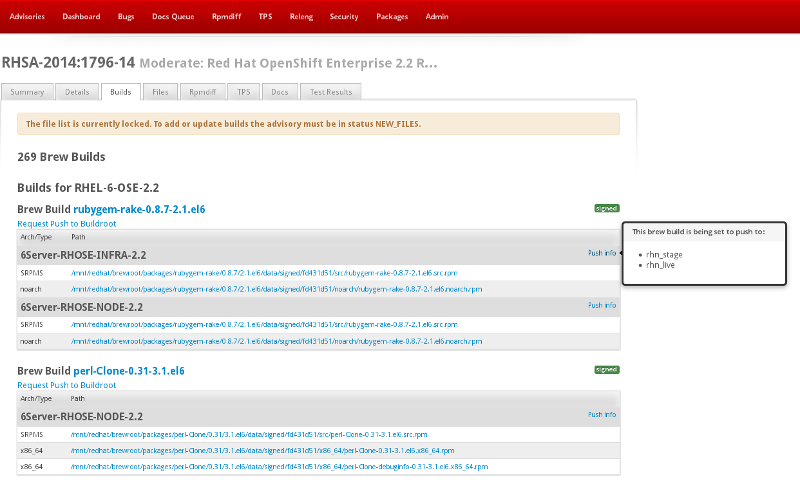 Advisories Dashboard Bugs Docs Queue Rpmdiff TPS Releng Security Packages Admin
RHSA-2014:1796-14 Moderate: Red Hat OpenShift Enterprise 2.2 R...
Summary Details Builds Files Rpmdiff TPS Docs Test Results
The file list is currently locked. To add or update builds the advisory must be in status NEW_FILES.
269 Brew Builds
Builds for RHEL-6-OSE-2.2
Brew Build rubygem-rake-0.8.7-2.1.el6 signed
Request Push to Buildroot
Arch/Type Path
6Server-RHOSE-INFRA-2.2 Push info
This brew build is being set to push to:
• rhn_stage
• rhn_live
SRPMS /mnt/redhat/brewroot/packages/rubygem-rake/0.8.7/2.1.el6/data/signed/fd431d51/src/rubygem-rake-0.8.7-2.1.el6.src.rpm
noarch /mnt/redhat/brewroot/packages/rubygem-rake/0.8.7/2.1.el6/data/signed/fd431d51/noarch/rubygem-rake-0.8.7-2.1.el6.noarch.rpm
6Server-RHOSE-NODE-2.2 Push info
SRPMS /mnt/redhat/brewroot/packages/rubygem-rake/0.8.7/2.1.el6/data/signed/fd431d51/src/rubygem-rake-0.8.7-2.1.el6.src.rpm
noarch /mnt/redhat/brewroot/packages/rubygem-rake/0.8.7/2.1.el6/data/signed/fd431d51/noarch/rubygem-rake-0.8.7-2.1.el6.noarch.rpm
Brew Build perl-Clone-0.31-3.1.el6 signed
Request Push to Buildroot
Arch/Type Path
6Server-RHOSE-NODE-2.2 Push info
SRPMS /mnt/redhat/brewroot/packages/perl-Clone/0.31/3.1.el6/data/signed/fd431d51/src/perl-Clone-0.31-3.1.el6.src.rpm
x86_64 /mnt/redhat/brewroot/packages/perl-Clone/0.31/3.1.el6/data/signed/fd431d51/x86_64/perl-Clone-0.31-3.1.el6.x86_64.rpm
x86_64 /mnt/redhat/brewroot/packages/perl-Clone/0.31/3.1.el6/data/signed/fd431d51/x86_64/perl-Clone-debuginfo-0.31-3.1.el6.x86_64.rpm